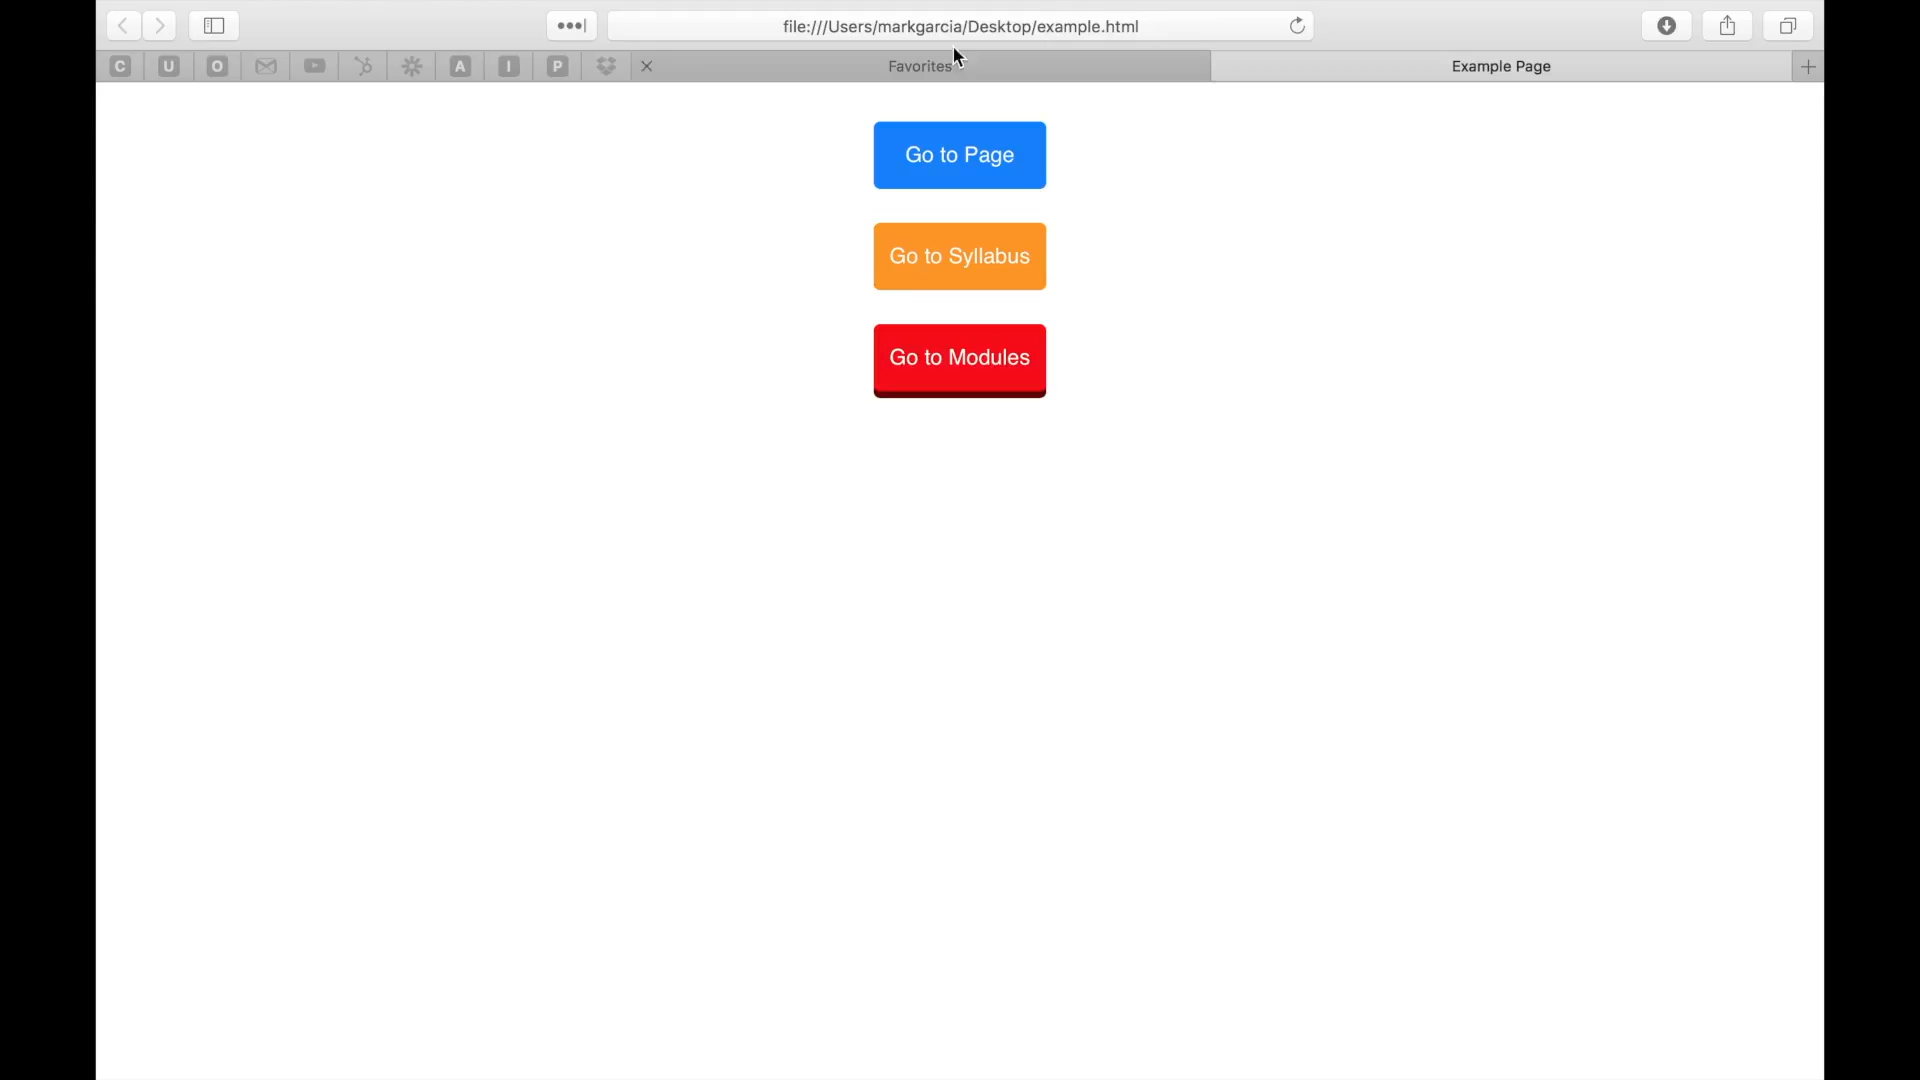 file:///Users/markgarcia/Desktop/example.html
C U O A I P Favorites Example Page
Go to Page
Go to Syllabus
Go to Modules